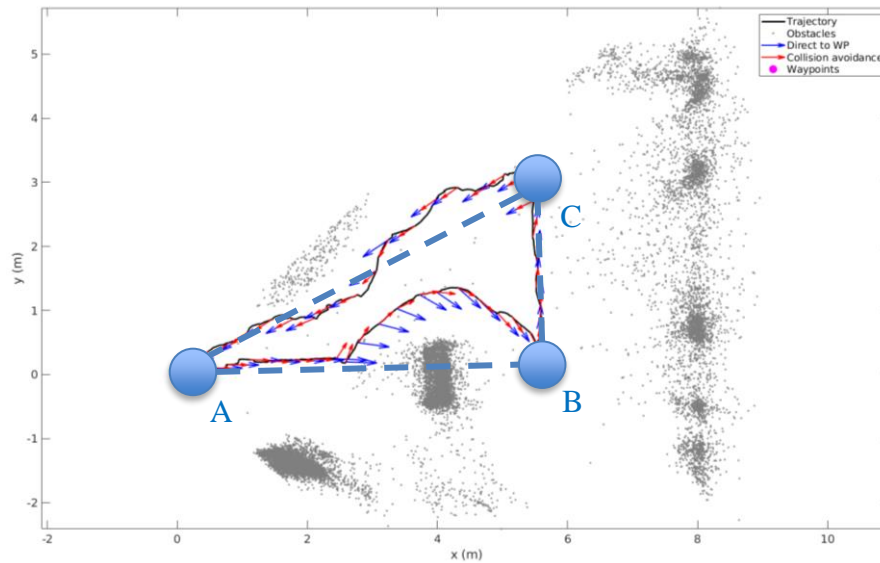 Trajectory
Obstacles
Direct to WP
Collision avoidance
Waypoints
5
4
3
2
1
0
-1
-2
y (m)
C
A
B
-2
0
2
4
6
8
10
x (m)